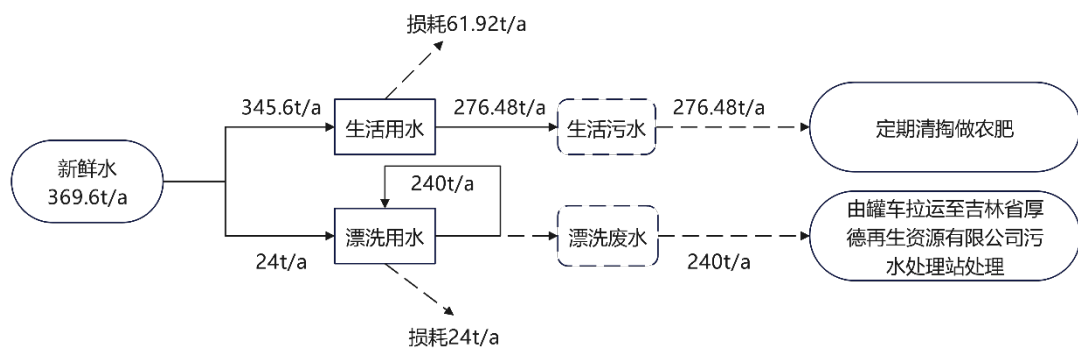 损耗61.92t/a
345.6t/a
生活用水
276.48t/a
生活污水
276.48t/a
定期清掏做农肥
新鲜水
369.6t/a
240t/a
漂洗用水
24t/a
漂洗废水
240t/a
由罐车拉运至吉林省厚
德再生资源有限公司污
水处理站处理
损耗24t/a